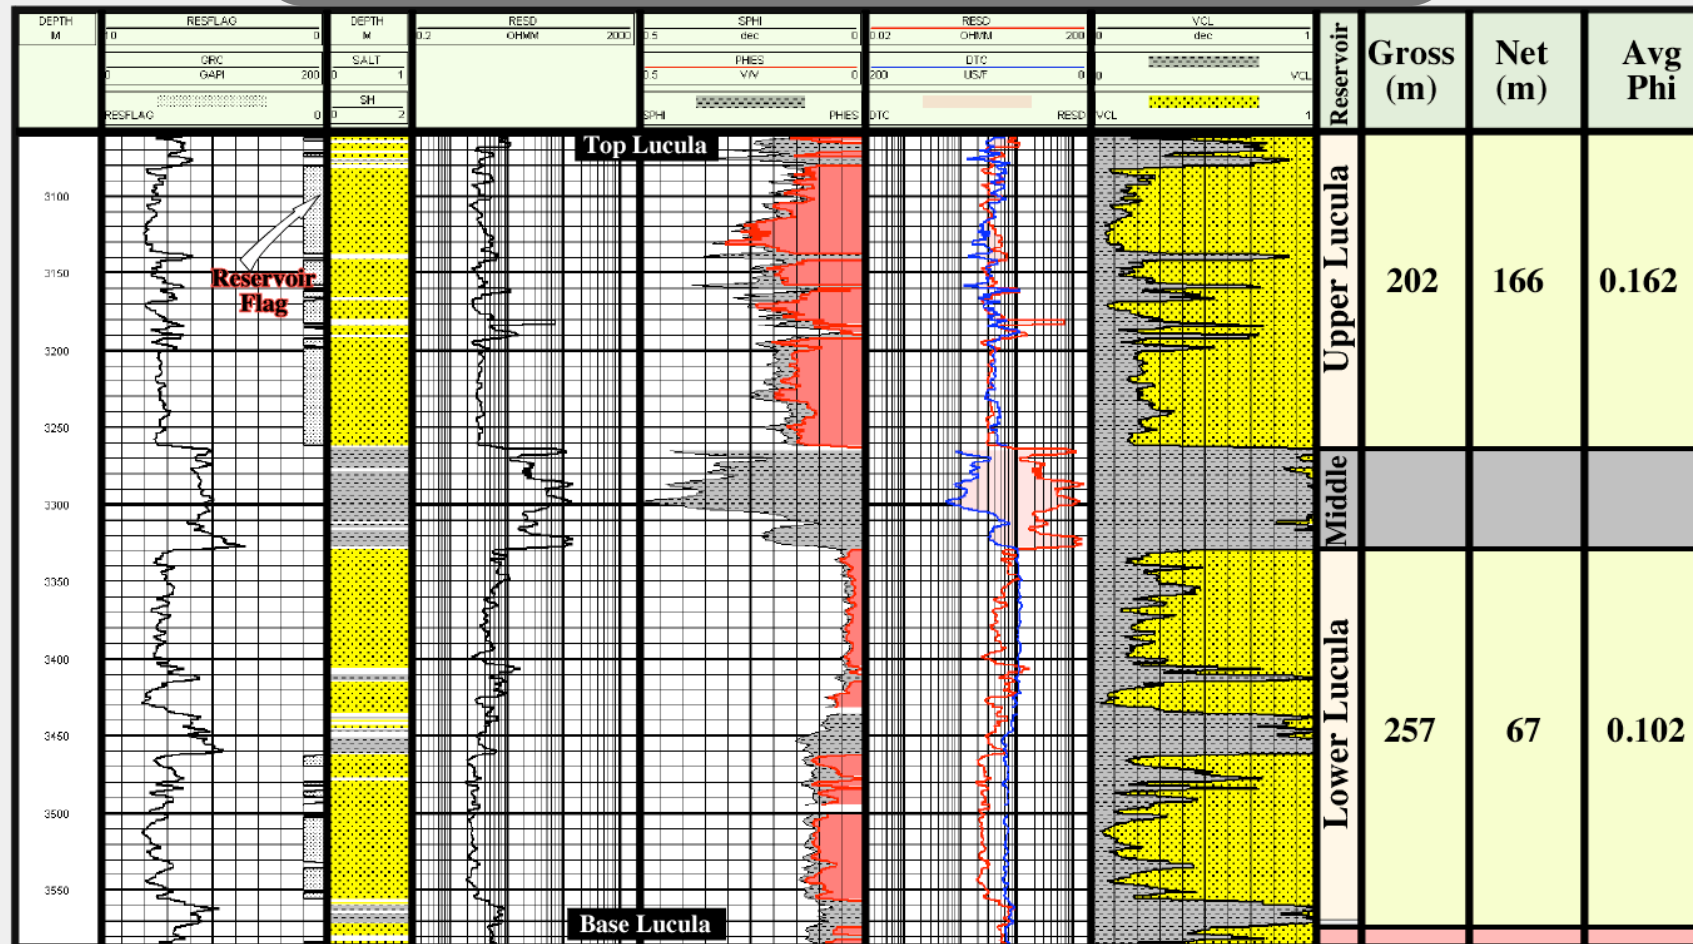 DEPTH
M
RESFLAG
10 0
GRC
0 GAPI 200
RESFLAG 0
DEPTH
M
SALT
0 1
SH
0 2
RESD
0.2 OHMM 2000
SPHI
0.5 dec 0
PHIES
0.5 V/V 0
SPHI PHIES
RESD
0.02 OHMM 200
DTC
200 US/F 0
DTC RESD
VCL
0 dec 1
0 VCL
VCL 1
Reservoir
Gross
(m)
Net
(m)
Avg
Phi
Top Lucula
3100
3150
Reservoir
Flag
3200
3250
3300
3350
3400
3450
3500
3550
Base Lucula
Upper Lucula
202 166 0.162
Middle
Lower Lucula
257 67 0.102